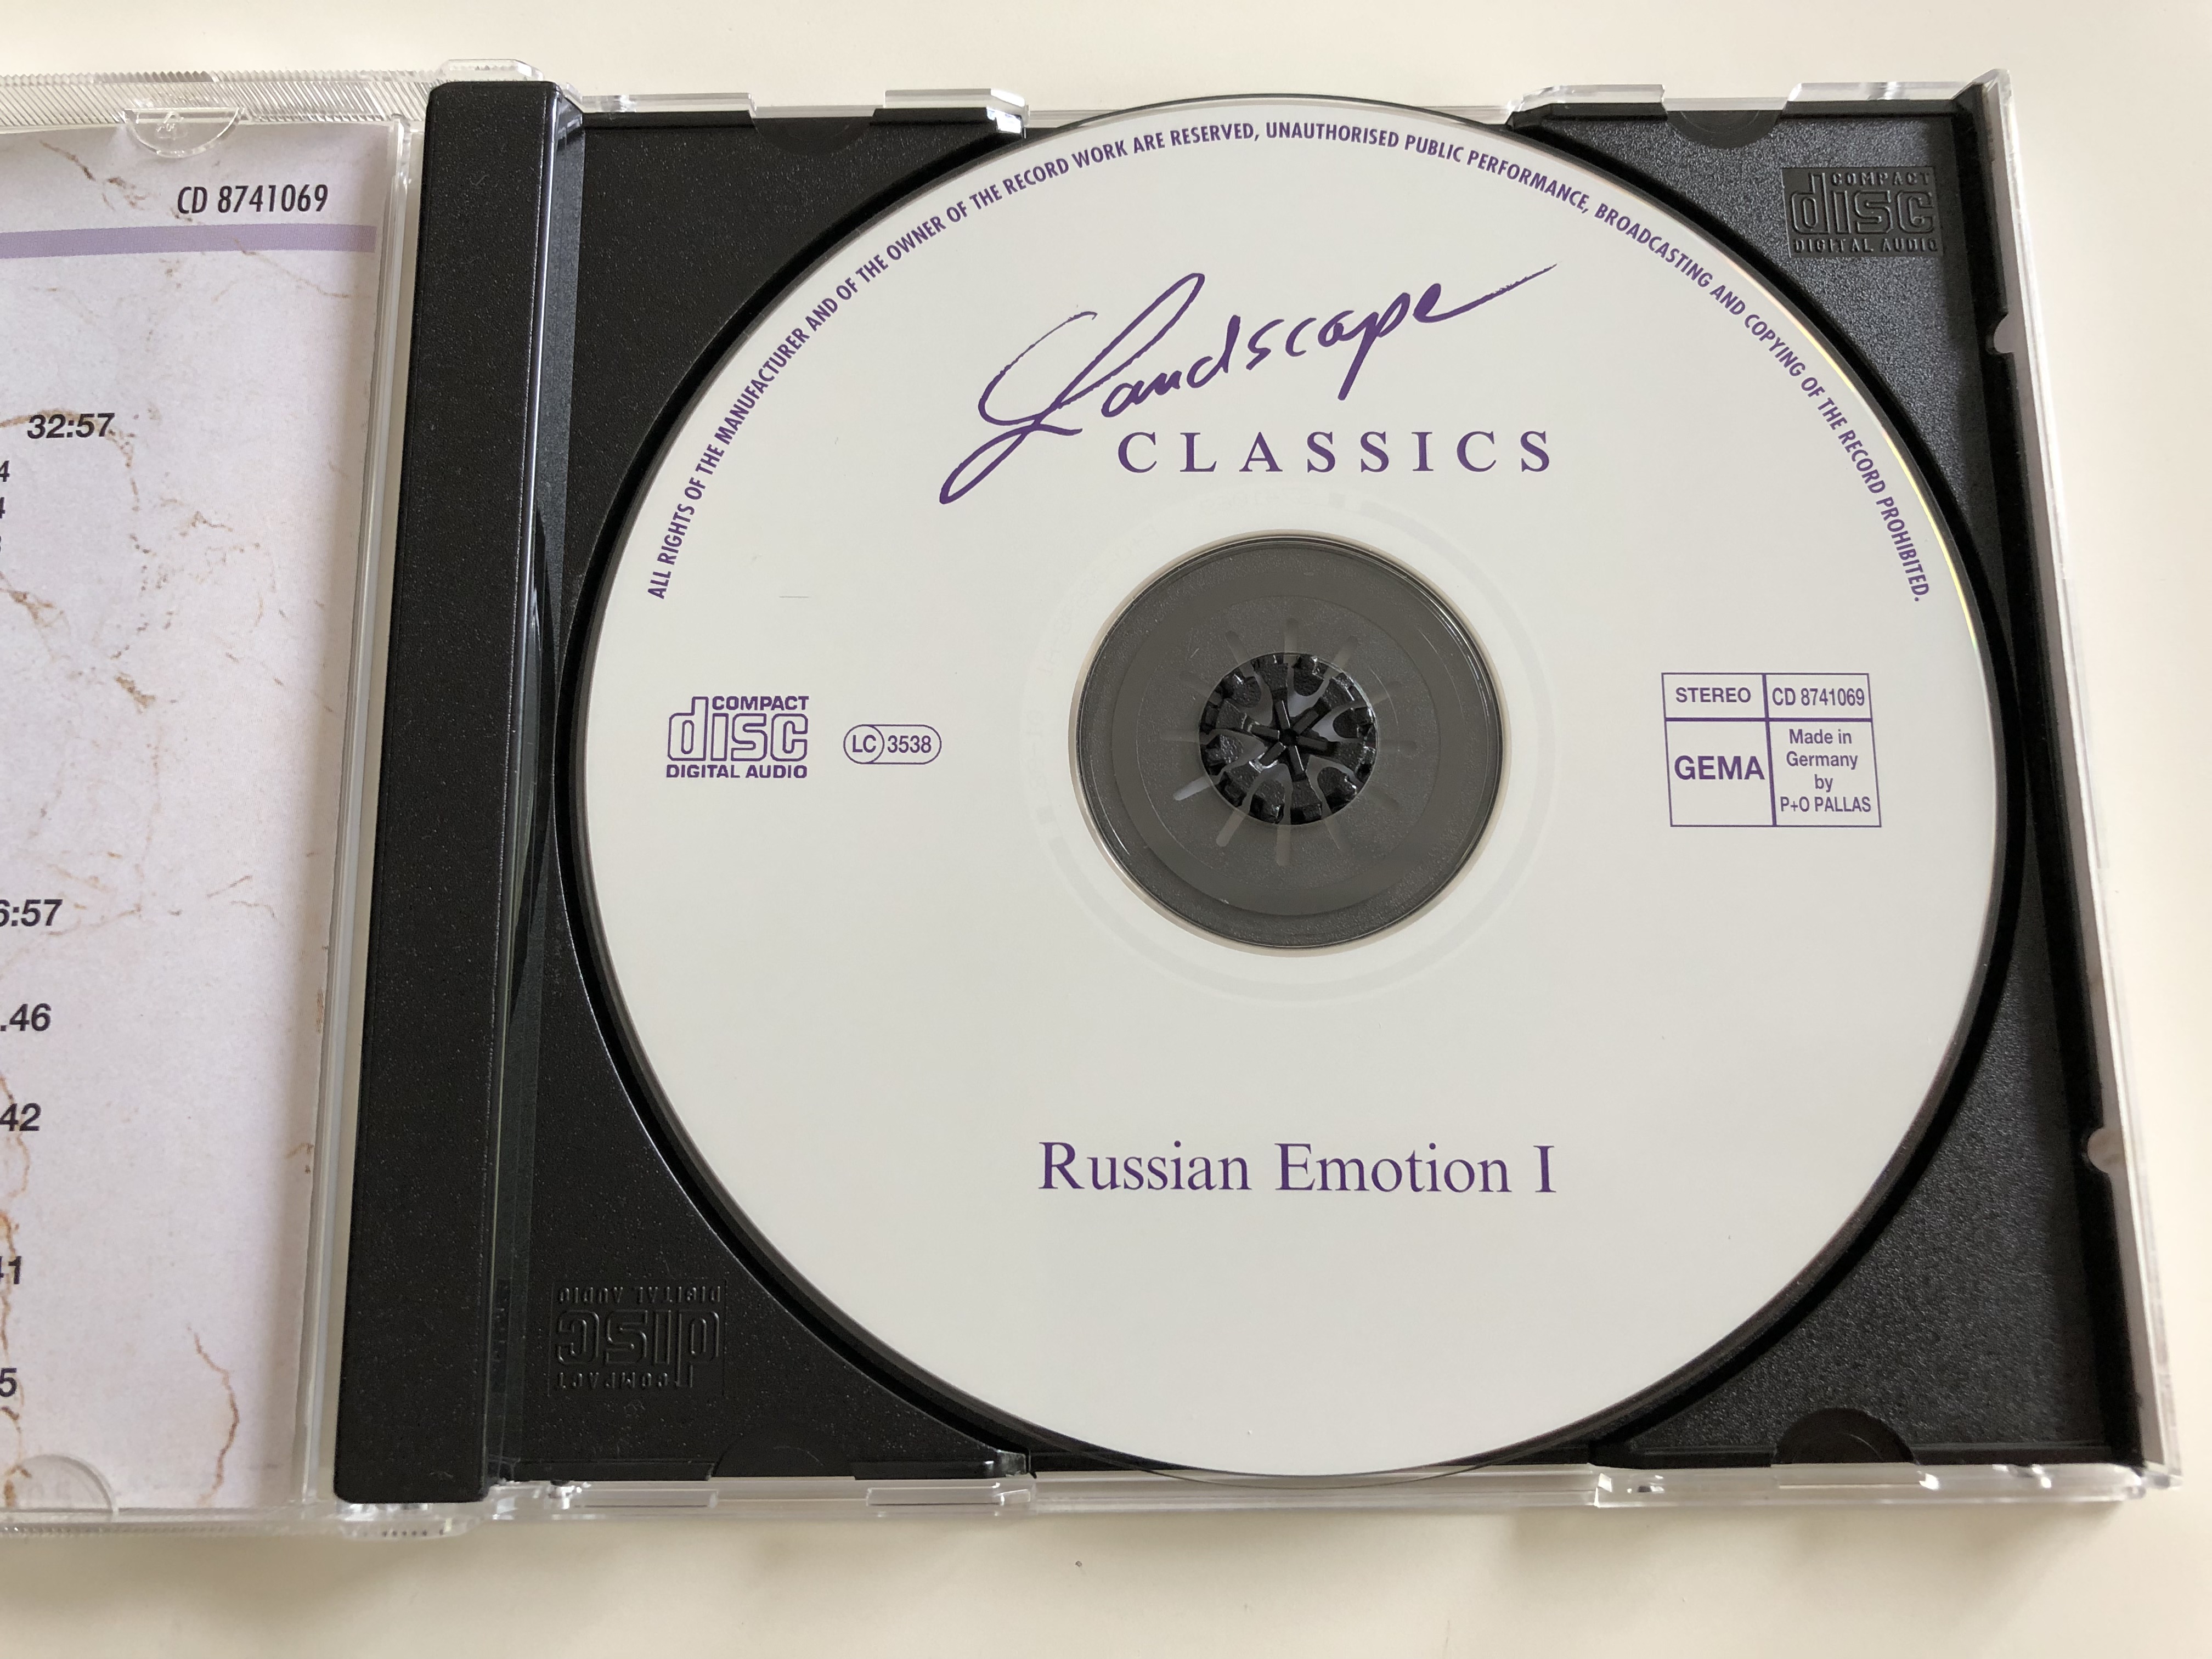 CD 8741069
32:57
6:57
.46
42
41
5
ALL RIGHTS OF THE MANUFACTURER AND OF THE OWNER OF THE RECORD WORK ARE RESERVED, UNAUTHORISED PUBLIC PERFORMANCE, BROADCASTING AND COPYING OF THE RECORD PROHIBITED.
Landscape
CLASSICS
COMPACT
disc
DIGITAL AUDIO
LC 3538
STEREO
CD 8741069
GEMA
Made in
Germany
by
P+O PALLAS
Russian Emotion I
COMPACT
disc
DIGITAL AUDIO
COMPACT
disc
DIGITAL AUDIO